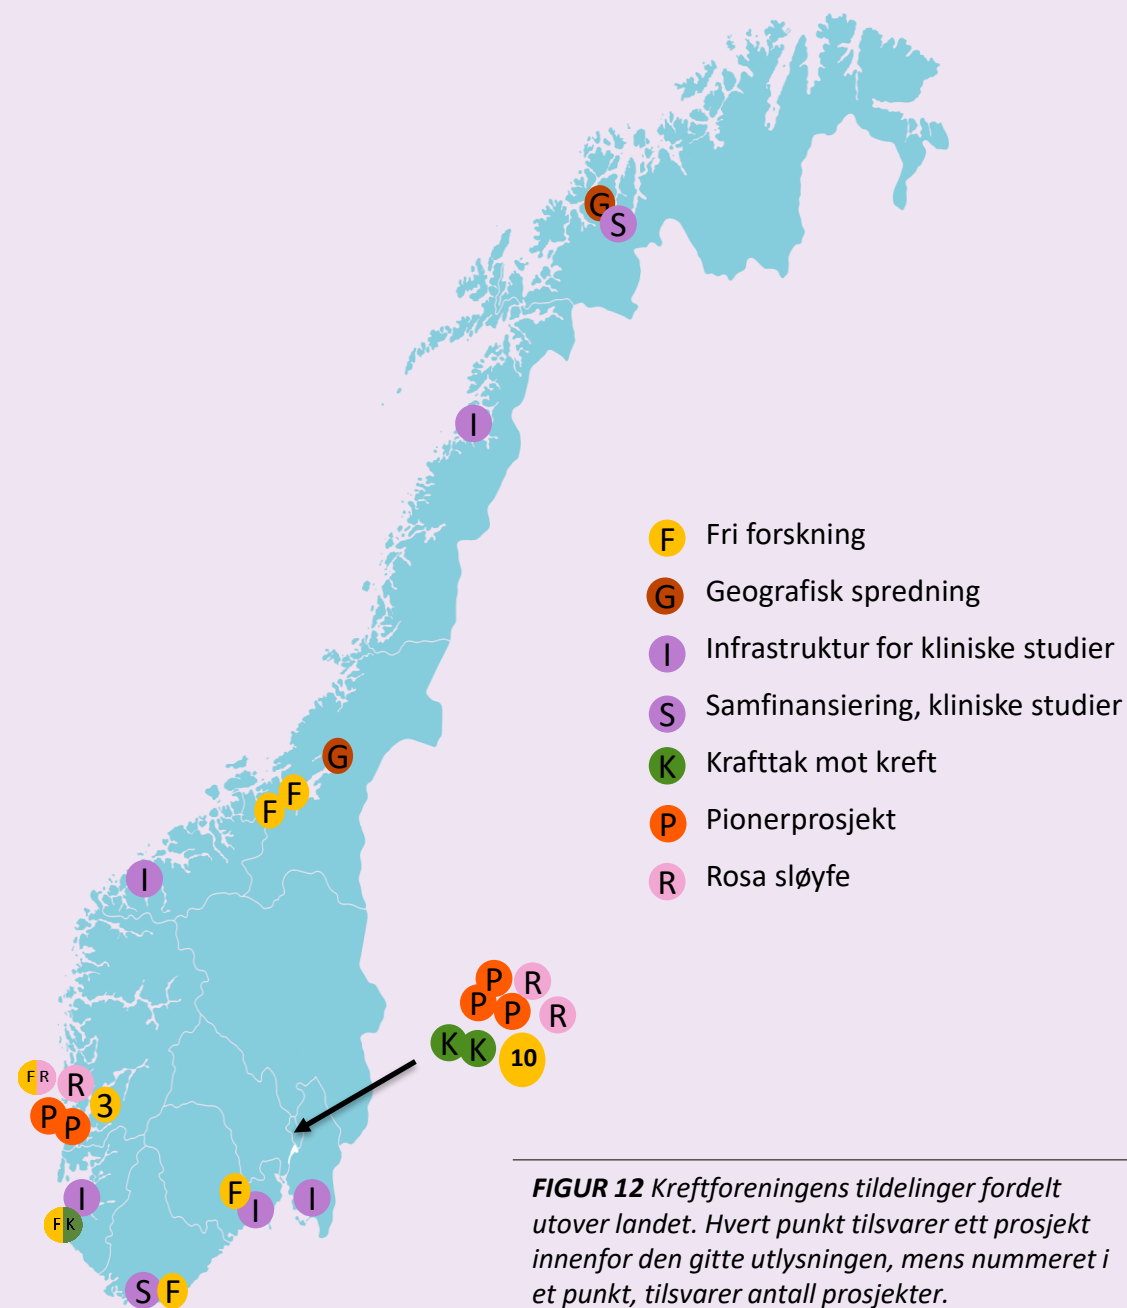 G
S
I
F Fri forskning
G Geografisk spredning
I Infrastruktur for kliniske studier
S Samfinansiering, kliniske studier
K Krafttak mot kreft
P Pionerprosjekt
R Rosa sløyfe
G
F
F
I
P
R
P
P
R
K
K
10
F R
R
3
P
P
I
F K
F
I
I
S
F
FIGUR 12 Kreftforeningens tildelinger fordelt
utover landet. Hvert punkt tilsvarer ett prosjekt
innenfor den gitte utlysningen, mens nummeret i
et punkt, tilsvarer antall prosjekter.